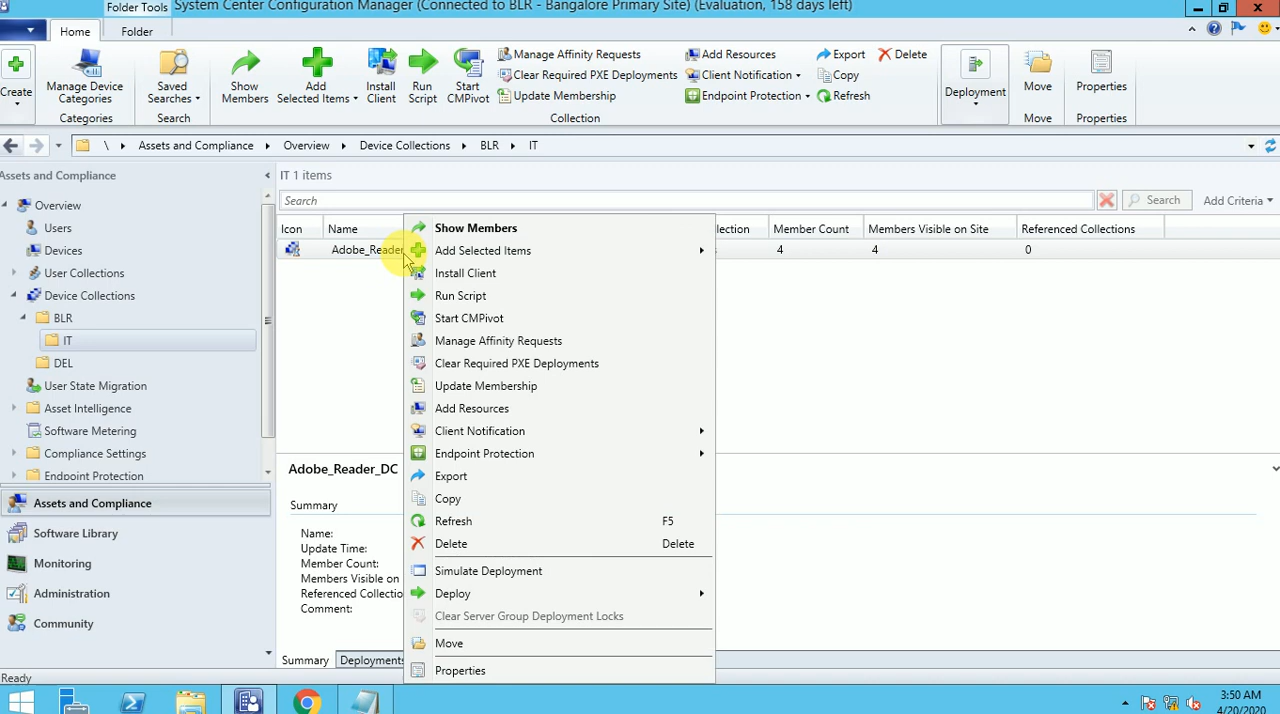 Folder Tools
System Center Configuration Manager (Connected to BLR - Bangalore Primary Site) (Evaluation, 158 days left)
Home
Folder
Create
Manage Device Categories
Saved Searches
Show Members
Add Selected Items
Install Client
Run Script
Start CMPivot
Manage Affinity Requests
Clear Required PXE Deployments
Update Membership
Add Resources
Client Notification
Endpoint Protection
Export
Copy
Refresh
Delete
Deployment
Move
Properties
Categories
Search
Collection
Move
Properties
\ Assets and Compliance Overview Device Collections BLR IT
Assets and Compliance
Overview
Users
Devices
User Collections
Device Collections
BLR
IT
DEL
User State Migration
Asset Intelligence
Software Metering
Compliance Settings
Endpoint Protection
Assets and Compliance
Software Library
Monitoring
Administration
Community
Ready
IT 1 items
Search
Search
Add Criteria
Icon Name Member Count Members Visible on Site Referenced Collections
Adobe_Reader 4 4 0
Show Members
Add Selected Items
Install Client
Run Script
Start CMPivot
Manage Affinity Requests
Clear Required PXE Deployments
Update Membership
Add Resources
Client Notification
Endpoint Protection
Export
Copy
Refresh F5
Delete Delete
Simulate Deployment
Deploy
Clear Server Group Deployment Locks
Move
Properties
Adobe_Reader_DC
Summary
Name:
Update Time:
Member Count:
Members Visible on
Referenced Collectio
Comment:
Summary
Deployments
3:50 AM
4/20/2020